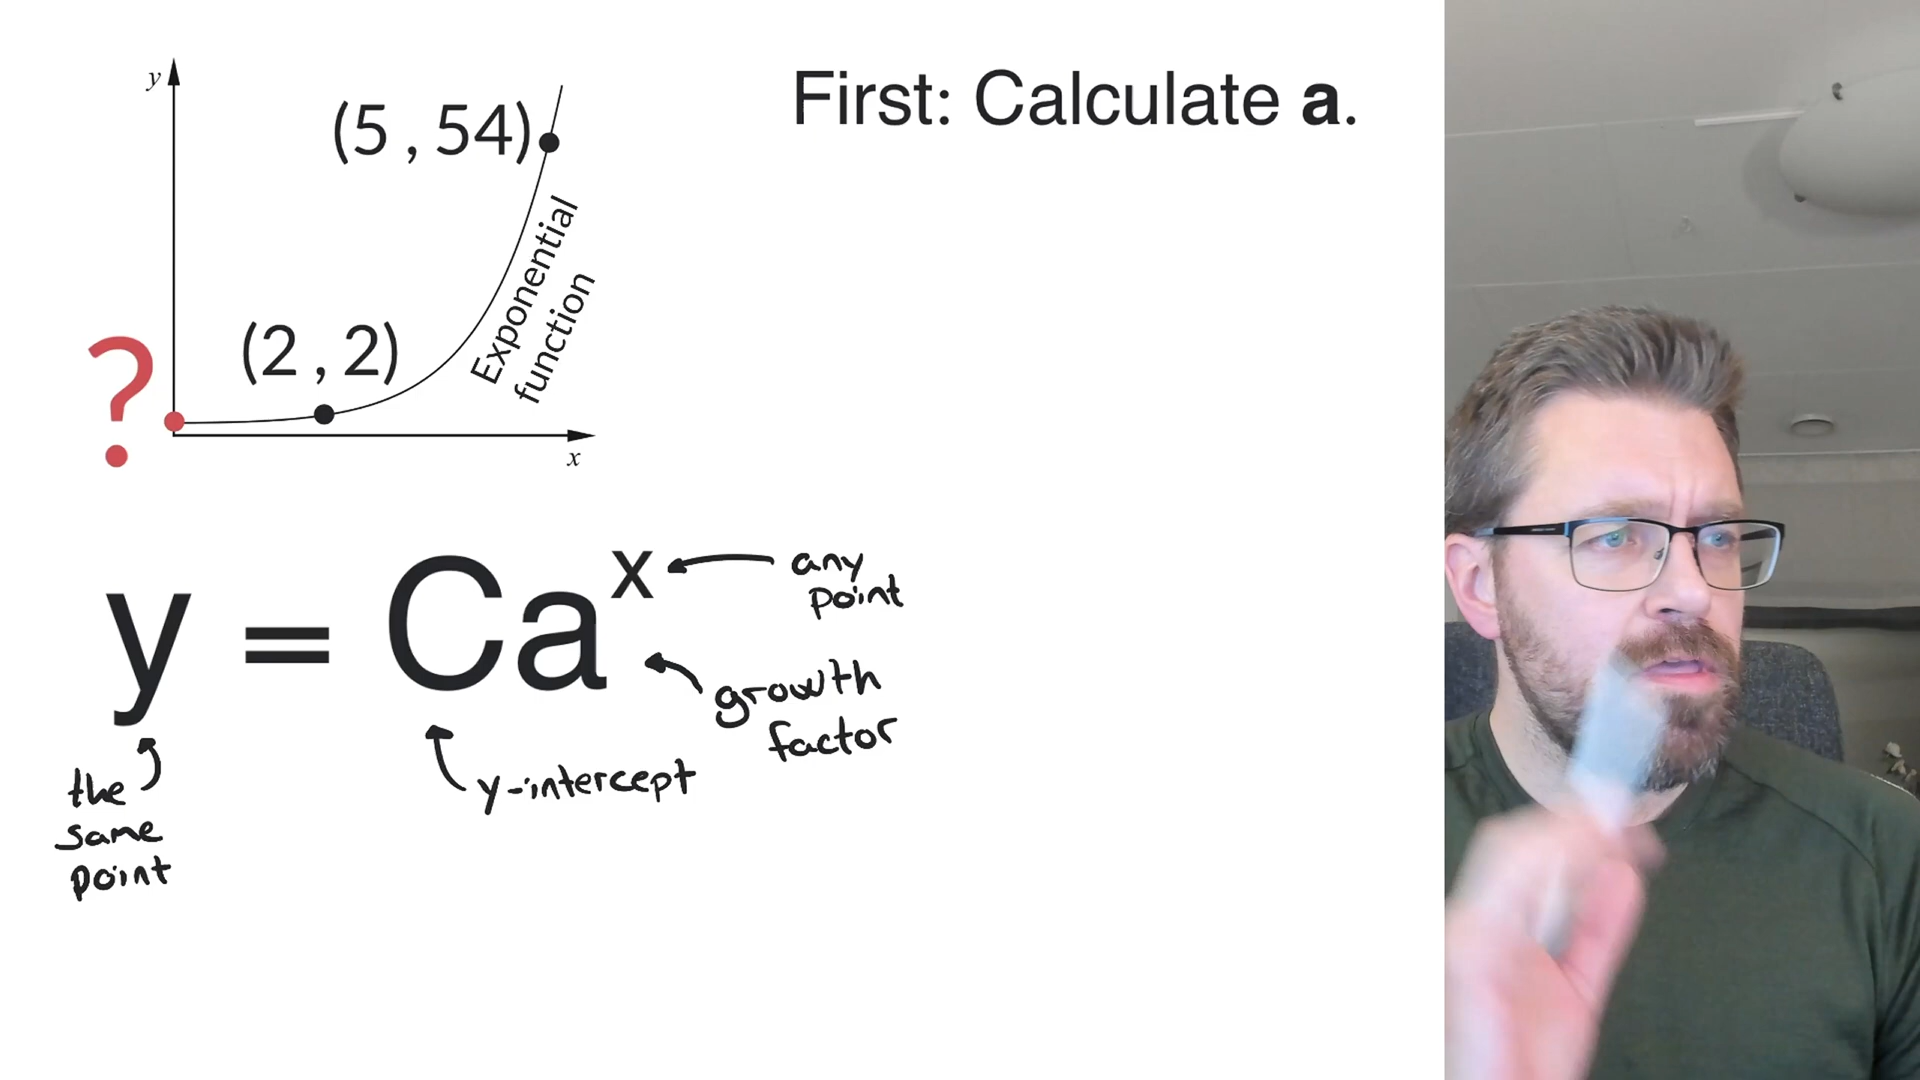 First: Calculate a.
y
(5 , 54)
Exponential
function
(2 , 2)
?
x
y = Ca^x
any
point
growth
factor
y-intercept
the
same
point